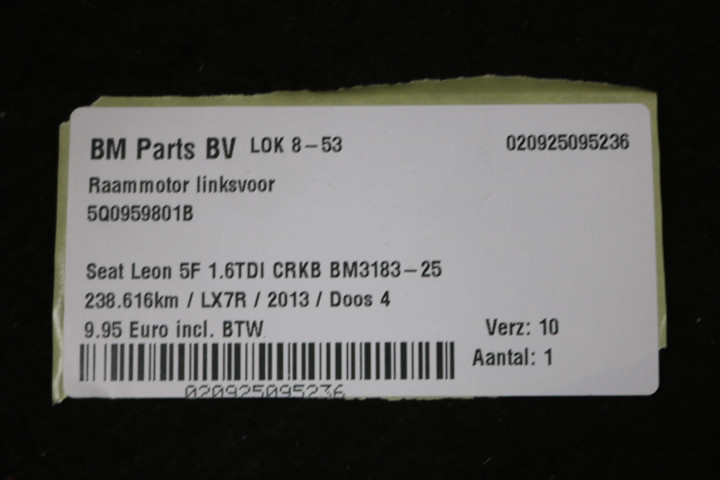 BM Parts BV LOK 8-53 020925095236
Raammotor linksvoor
5Q0959801B
Seat Leon 5F 1.6TDI CRKB BM3183-25
238.616km / LX7R / 2013 / Doos 4
9.95 Euro incl. BTW Verz: 10
Aantal: 1
020925095236